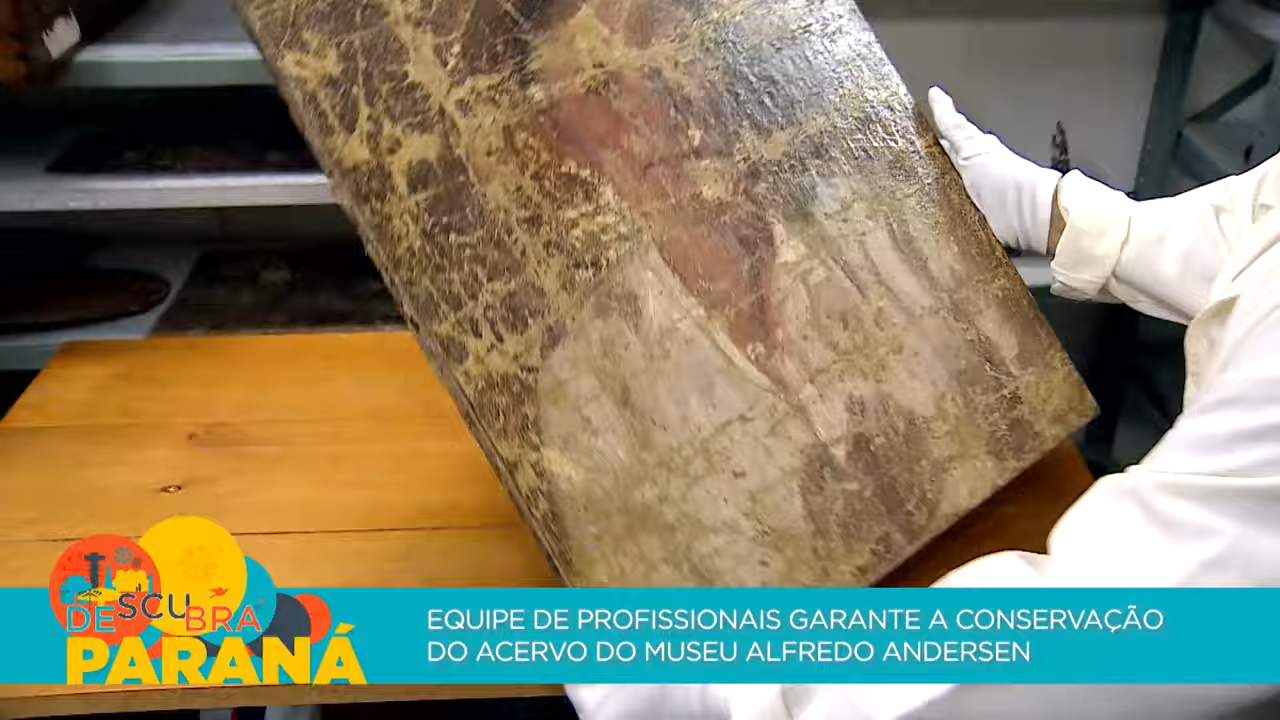 DESCUBRA
PARANÁ
EQUIPE DE PROFISSIONAIS GARANTE A CONSERVAÇÃO
DO ACERVO DO MUSEU ALFREDO ANDERSEN